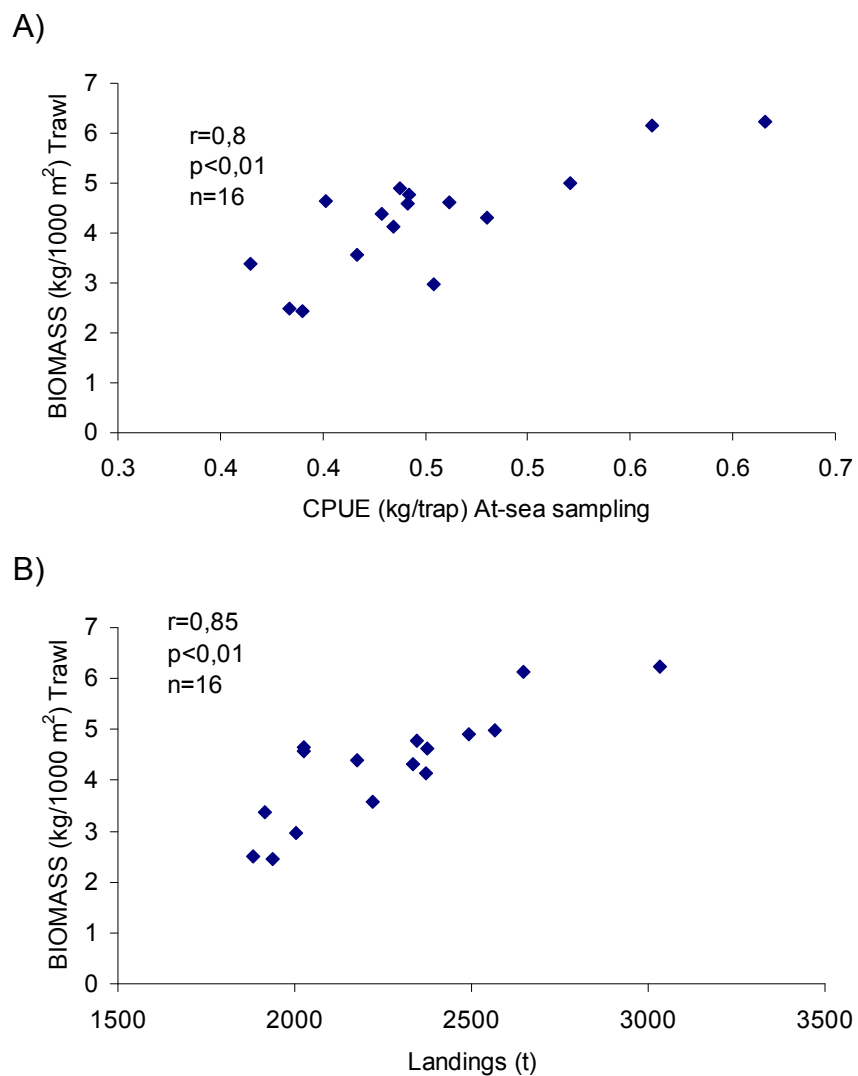 A)
7
6
5
4
3
2
1
0
BIOMASS (kg/1000 m²) Trawl
r=0,8
p<0,01
n=16
0.3 0.4 0.4 0.5 0.5 0.6 0.6 0.7
CPUE (kg/trap) At-sea sampling
B)
7
6
5
4
3
2
1
0
BIOMASS (kg/1000 m²) Trawl
r=0,85
p<0,01
n=16
1500 2000 2500 3000 3500
Landings (t)